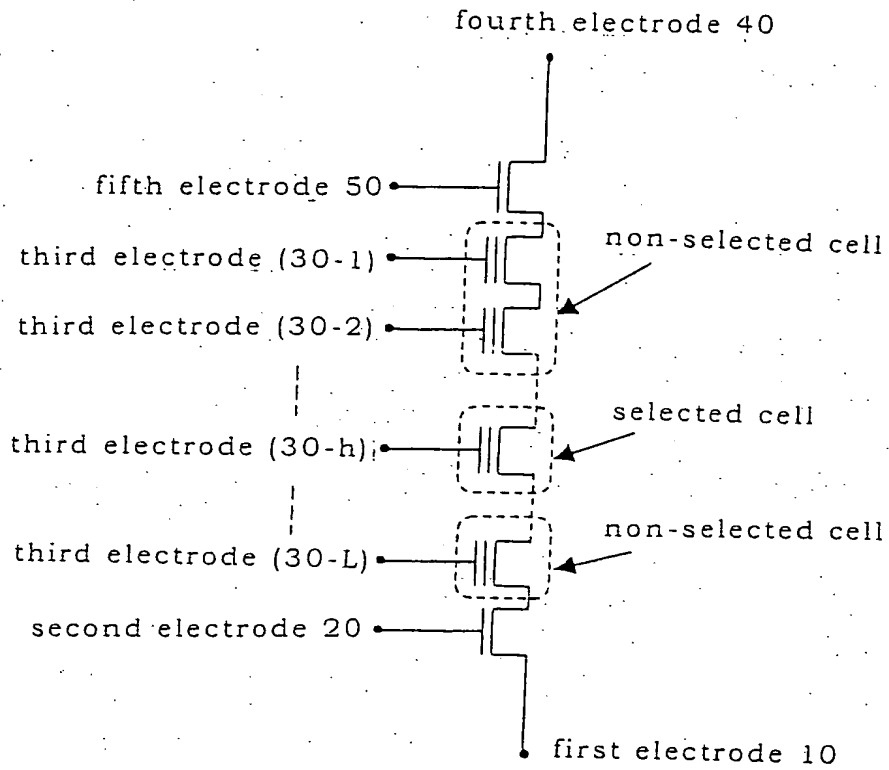 fourth electrode 40
fifth electrode 50
non-selected cell
third electrode (30-1)
third electrode (30-2)
selected cell
third electrode (30-h)
non-selected cell
third electrode (30-L)
second electrode 20
first electrode 10